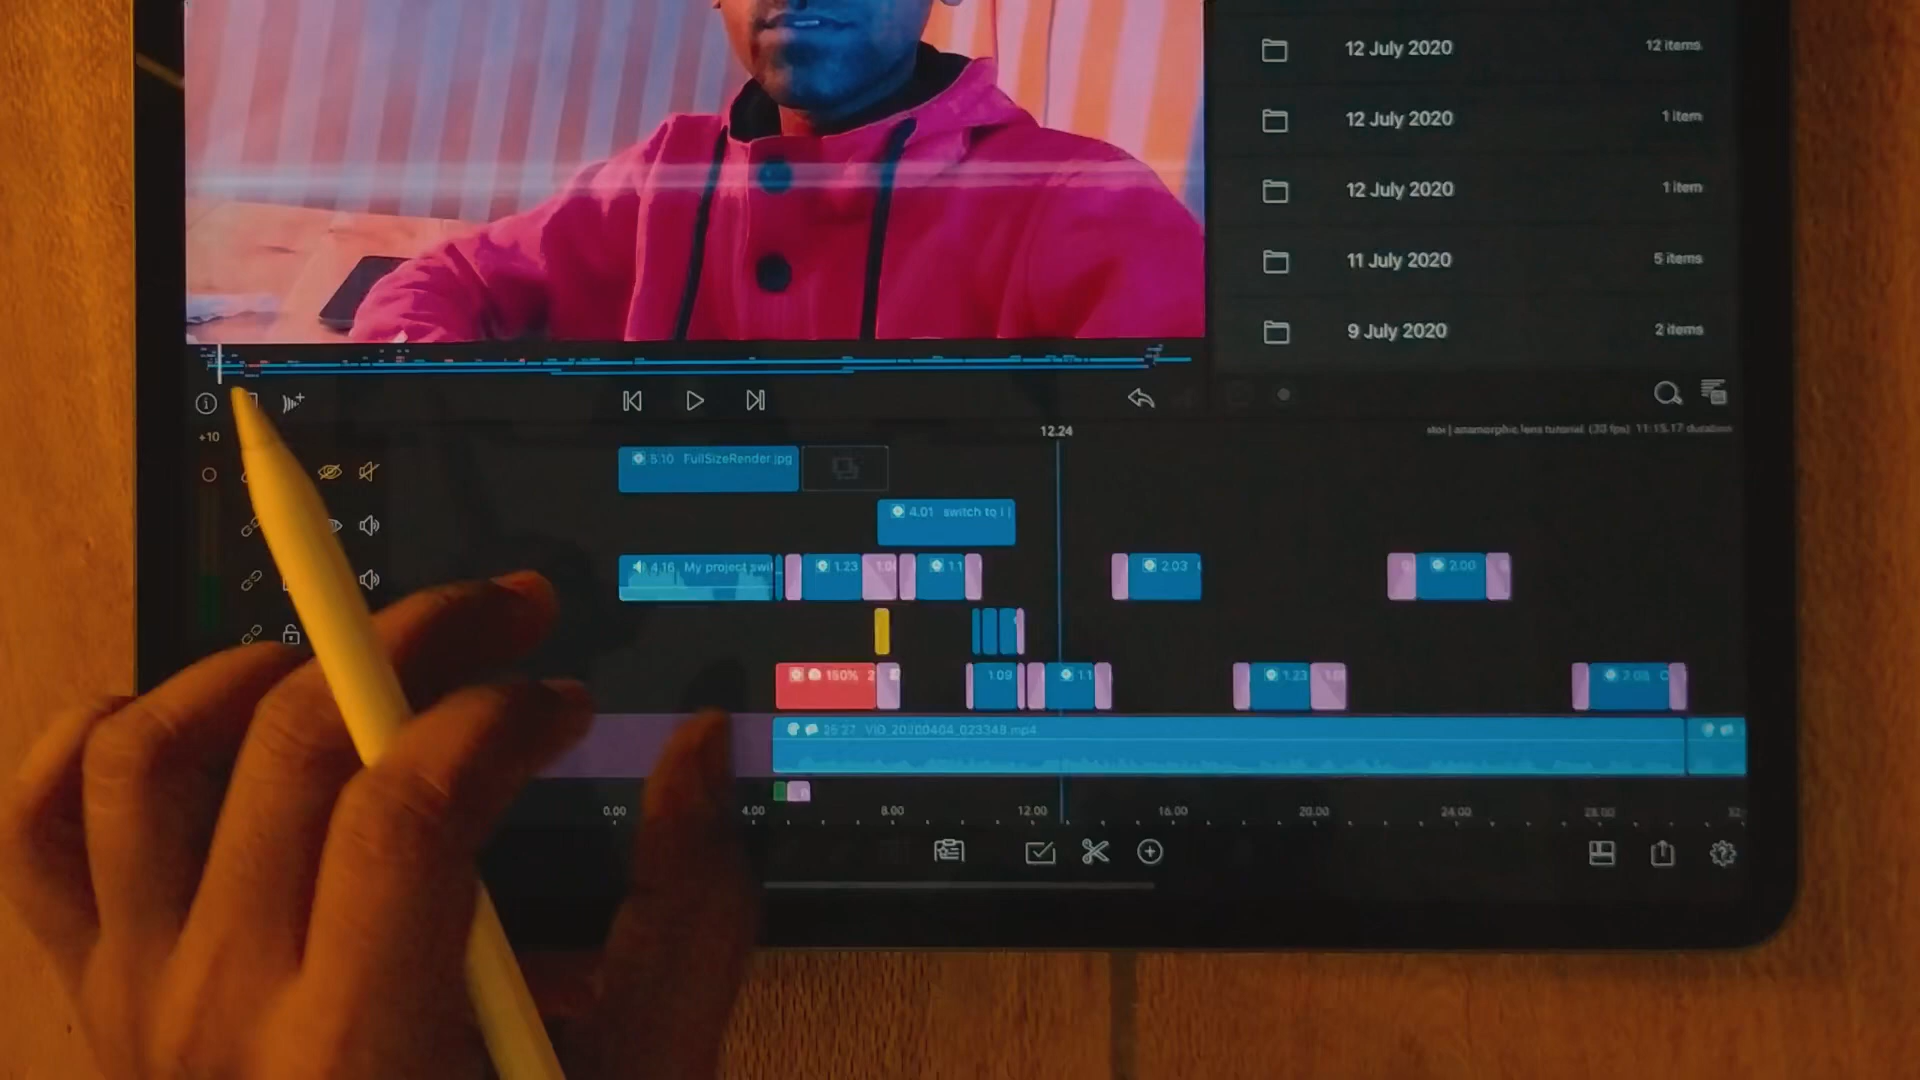 12 July 2020 12 items
12 July 2020 1 item
12 July 2020 1 item
11 July 2020 5 items
9 July 2020 2 items
+10
12.24
anamorphic lens tutorial (30 fps) 11:15.17 duration
FullSizeRender.jpg
4.01 switch to
4.16 My project swi
1.23
1.1
2.03
2.00
150% 2
1.09
1.1
1.23
2.08
25.27 VID_20200404_023348.mp4
0.00 4.00 8.00 12.00 16.00 20.00 24.00 28.00